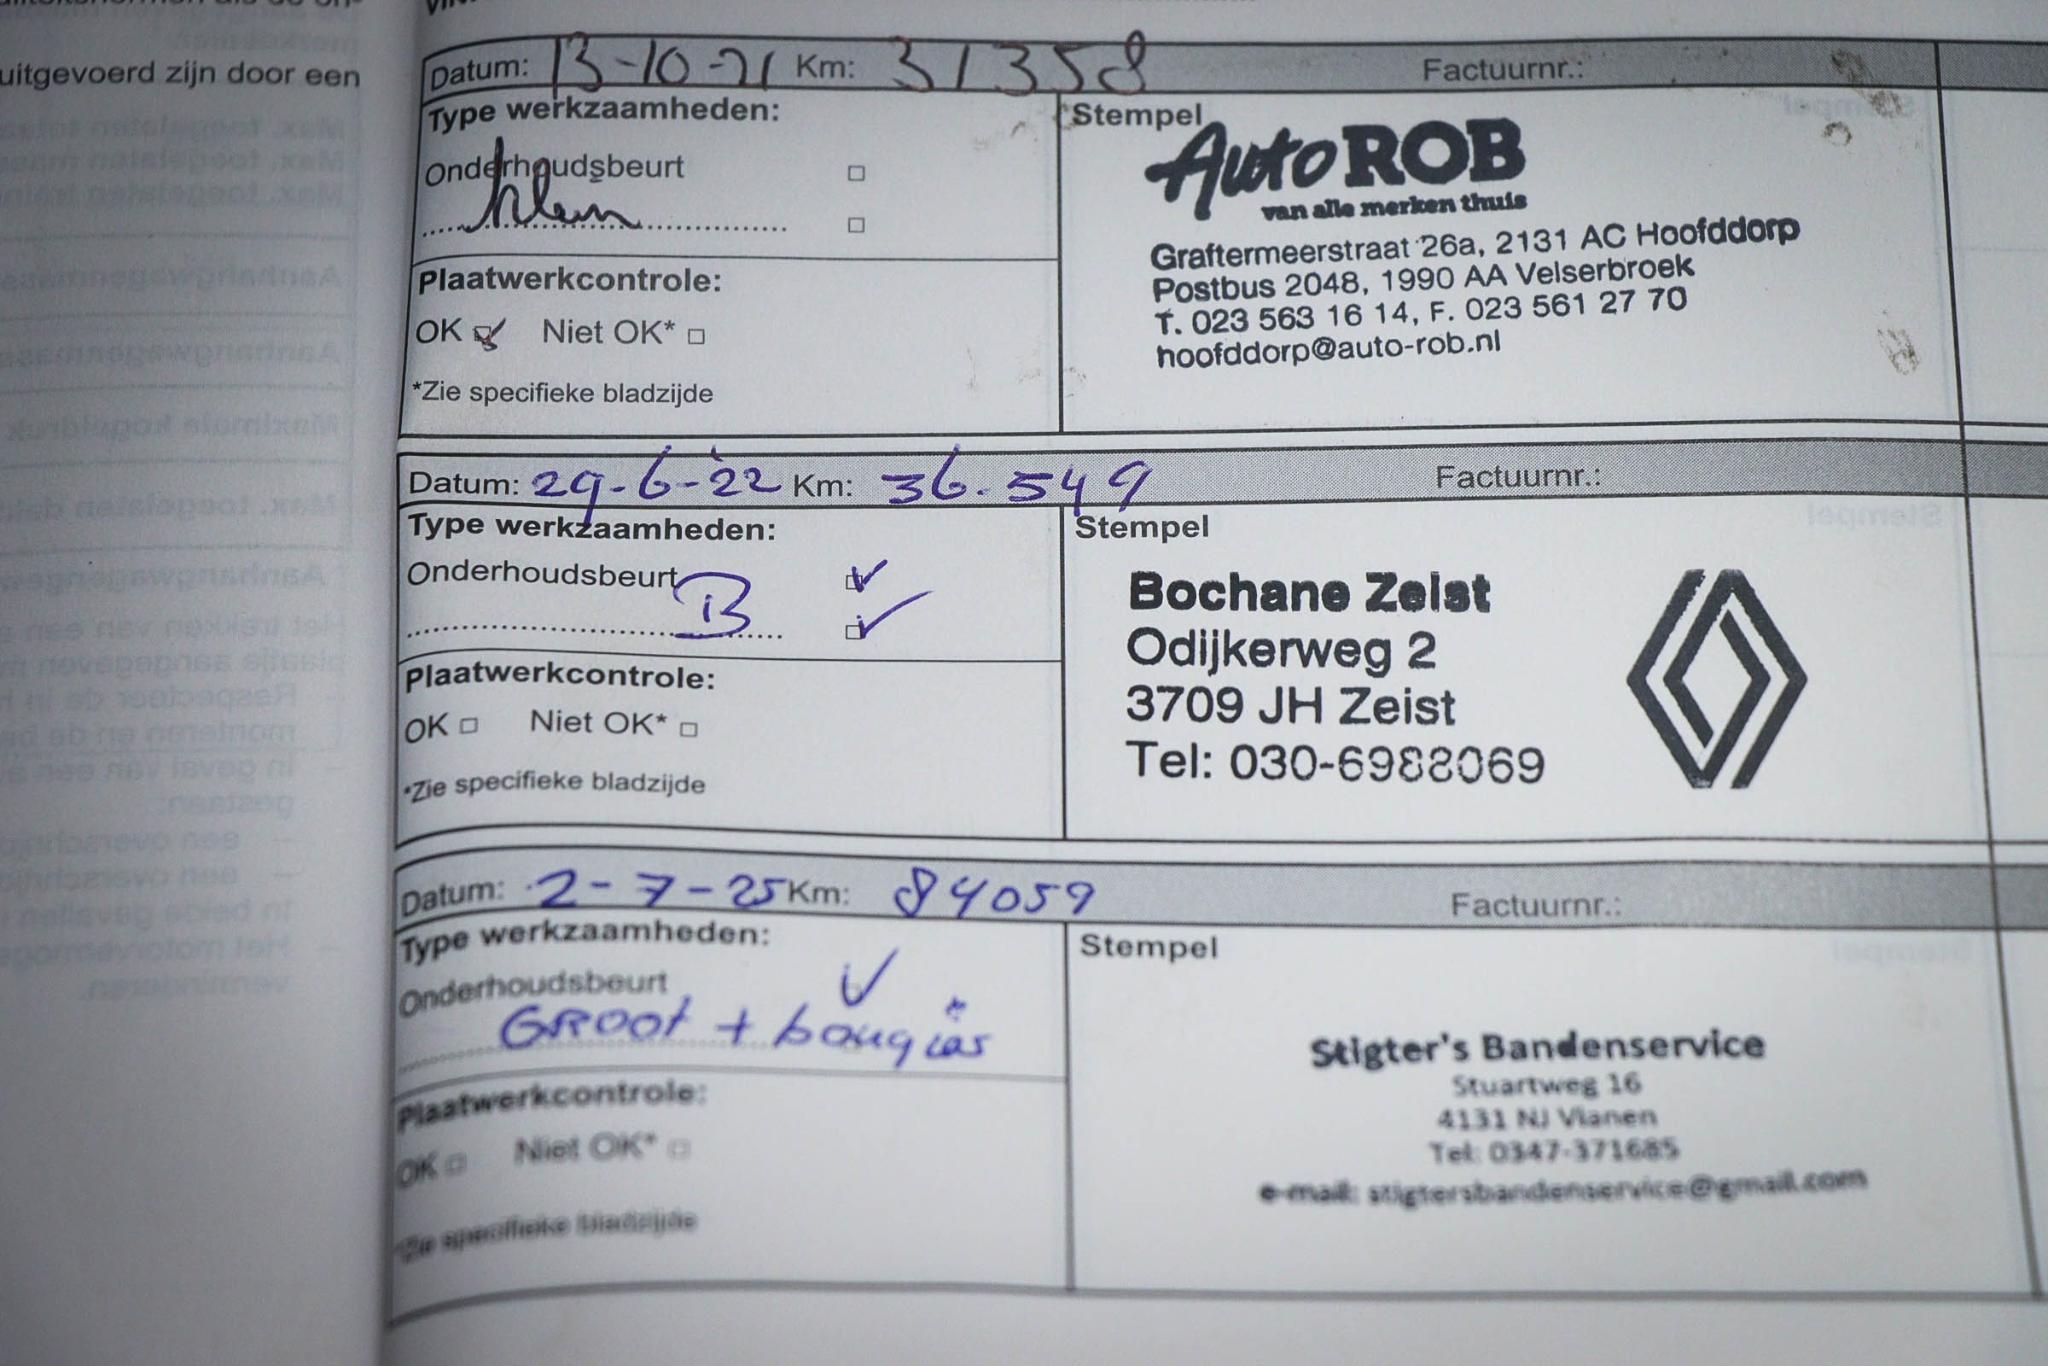 uitgevoerd zijn door een
Datum: 13-10-21 Km: 31358 Factuurnr.:
Type werkzaamheden:
Onderhoudsbeurt
klein
Plaatwerkcontrole:
OK Niet OK*
*Zie specifieke bladzijde
Stempel
Auto ROB
van alle merken thuis
Graftermeerstraat 26a, 2131 AC Hoofddorp
Postbus 2048, 1990 AA Velserbroek
T. 023 563 16 14, F. 023 561 27 70
hoofddorp@auto-rob.nl
Datum: 29-6-'22 Km: 36.549 Factuurnr.:
Type werkzaamheden:
Onderhoudsbeurt
B
Plaatwerkcontrole:
OK Niet OK*
*Zie specifieke bladzijde
Stempel
Bochane Zeist
Odijkerweg 2
3709 JH Zeist
Tel: 030-6988069
Datum: 2-7-25 Km: 84059 Factuurnr.:
Type werkzaamheden:
Onderhoudsbeurt
GROOT + bougiës
Plaatwerkcontrole:
OK Niet OK*
*Zie specifieke bladzijde
Stempel
Stigter's Bandenservice
Stuartweg 16
4131 NJ Vianen
Tel: 0347-371685
e-mail: stigtersbandenservice@gmail.com